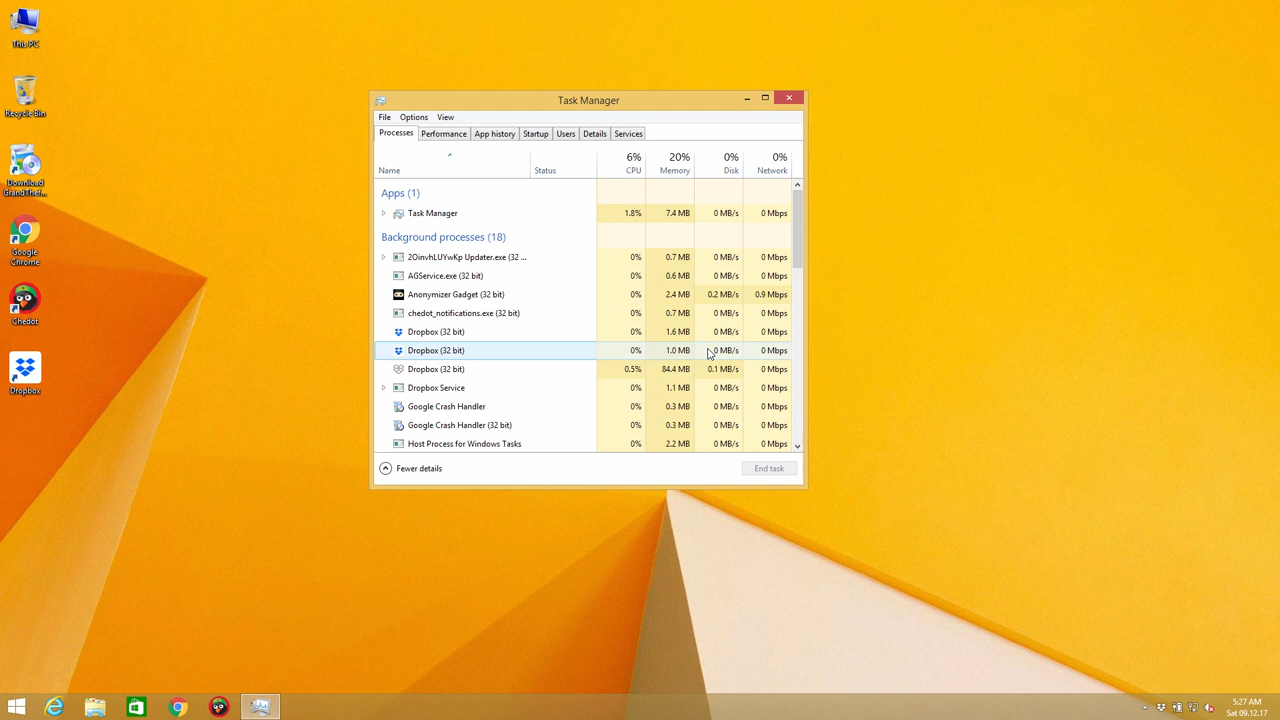 This PC
Recycle Bin
Download
GrandThef...
Google
Chrome
Chedot
Dropbox
Task Manager
File Options View
Processes Performance App history Startup Users Details Services
6% 20% 0% 0%
Name Status CPU Memory Disk Network
Apps (1)
Task Manager 1.8% 7.4 MB 0 MB/s 0 Mbps
Background processes (18)
2OinvhLUYwKp Updater.exe (32 ... 0% 0.7 MB 0 MB/s 0 Mbps
AGService.exe (32 bit) 0% 0.6 MB 0 MB/s 0 Mbps
Anonymizer Gadget (32 bit) 0% 2.4 MB 0.2 MB/s 0.9 Mbps
chedot_notifications.exe (32 bit) 0% 0.7 MB 0 MB/s 0 Mbps
Dropbox (32 bit) 0% 1.6 MB 0 MB/s 0 Mbps
Dropbox (32 bit) 0% 1.0 MB 0 MB/s 0 Mbps
Dropbox (32 bit) 0.5% 84.4 MB 0.1 MB/s 0 Mbps
Dropbox Service 0% 1.1 MB 0 MB/s 0 Mbps
Google Crash Handler 0% 0.3 MB 0 MB/s 0 Mbps
Google Crash Handler (32 bit) 0% 0.3 MB 0 MB/s 0 Mbps
Host Process for Windows Tasks 0% 2.2 MB 0 MB/s 0 Mbps
Fewer details End task
5:27 AM
Sat 09.12.17